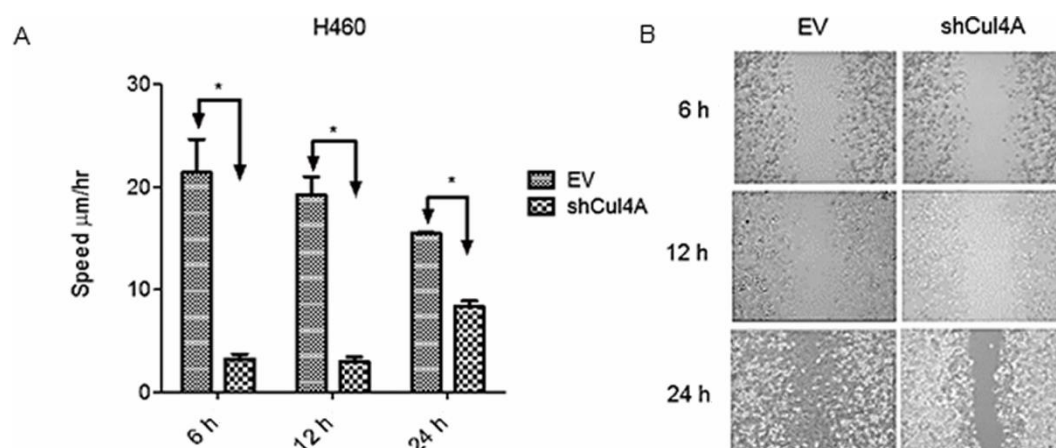 A
H460
30
20
10
0
Speed μm/hr
*
*
*
6 h
12 h
24 h
EV
shCul4A
B
EV
shCul4A
6 h
12 h
24 h